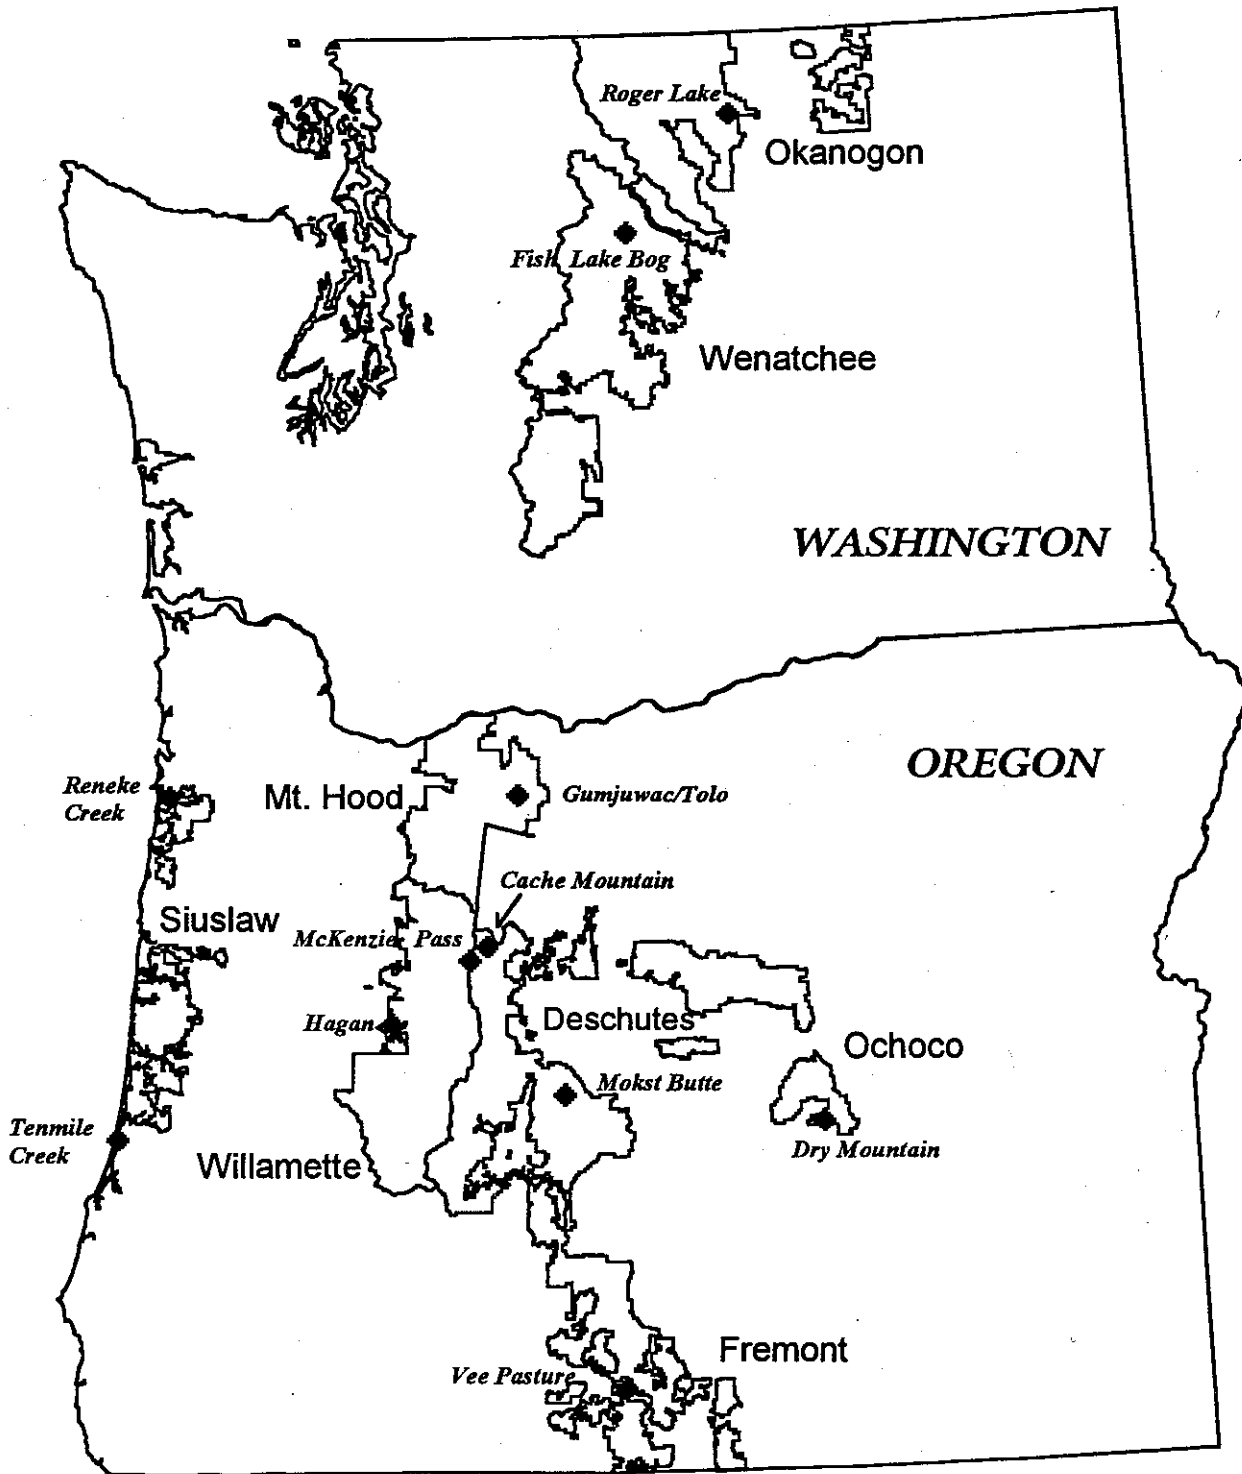 Roger Lake
Okanogon
Fish Lake Bog
Wenatchee
WASHINGTON
OREGON
Reneke
Creek
Mt. Hood
Gumjuwac/Tolo
Cache Mountain
Siuslaw
McKenzie Pass
Hagan
Deschutes
Ochoco
Mokst Butte
Tenmile
Creek
Dry Mountain
Willamette
Fremont
Vee Pasture